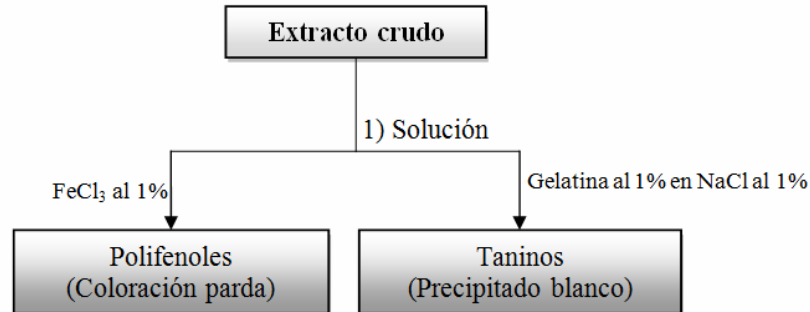 Extracto crudo
1) Solución
FeCl₃ al 1%
Gelatina al 1% en NaCl al 1%
Polifenoles
(Coloración parda)
Taninos
(Precipitado blanco)